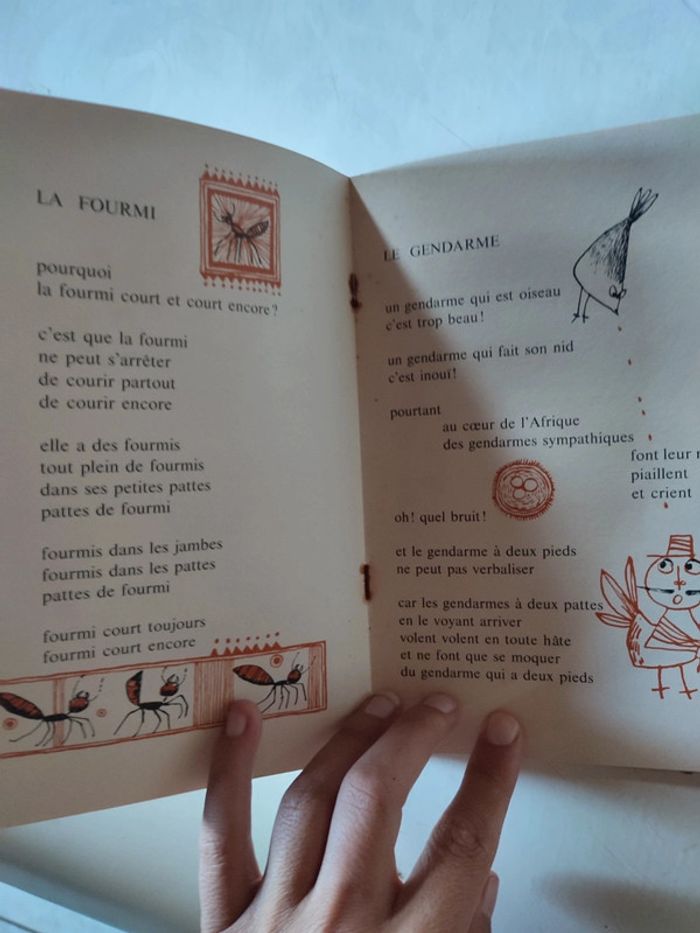 LA FOURMI
pourquoi
la fourmi court et court encore?
c'est que la fourmi
ne peut s'arrêter
de courir partout
de courir encore
elle a des fourmis
tout plein de fourmis
dans ses petites pattes
pattes de fourmi
fourmis dans les jambes
fourmis dans les pattes
pattes de fourmi
fourmi court toujours
fourmi court encore
LE GENDARME
un gendarme qui est oiseau
c'est trop beau!
un gendarme qui fait son nid
c'est inouï!
pourtant
au cœur de l'Afrique
des gendarmes sympathiques
font leur
piaillent
et crient
oh! quel bruit!
et le gendarme à deux pieds
ne peut pas verbaliser
car les gendarmes à deux pattes
en le voyant arriver
volent volent en toute hâte
et ne font que se moquer
du gendarme qui a deux pieds